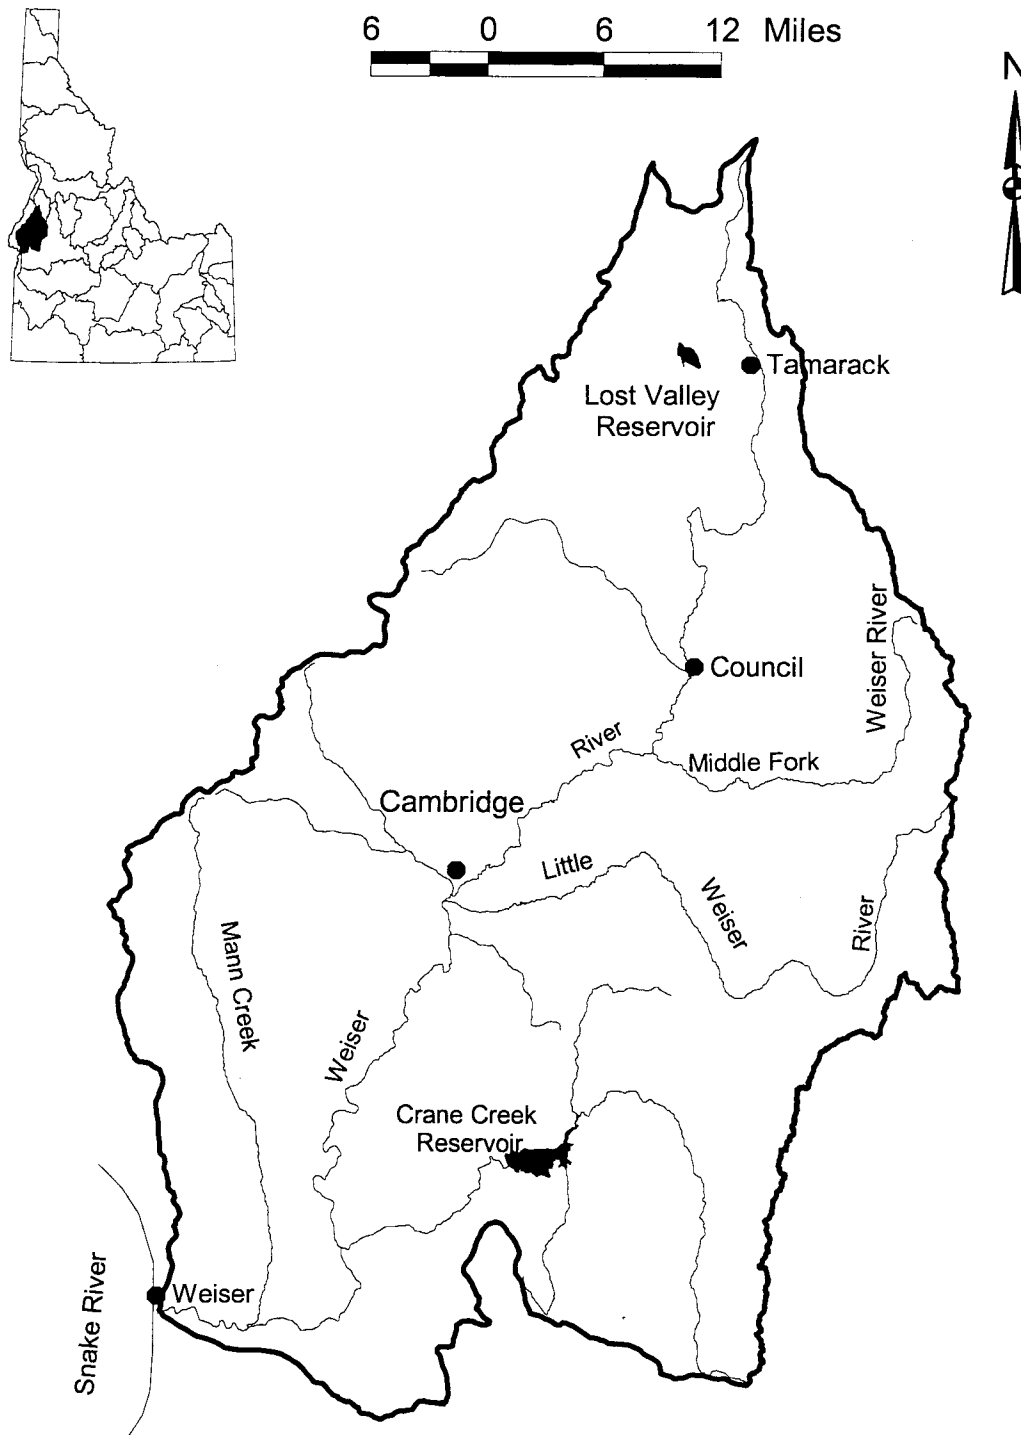 6 0 6 12 Miles
N
Tamarack
Lost Valley
Reservoir
Weiser River
Council
River
Middle Fork
Cambridge
Little
Weiser
River
Mann Creek
Weiser
Crane Creek
Reservoir
Snake River
Weiser